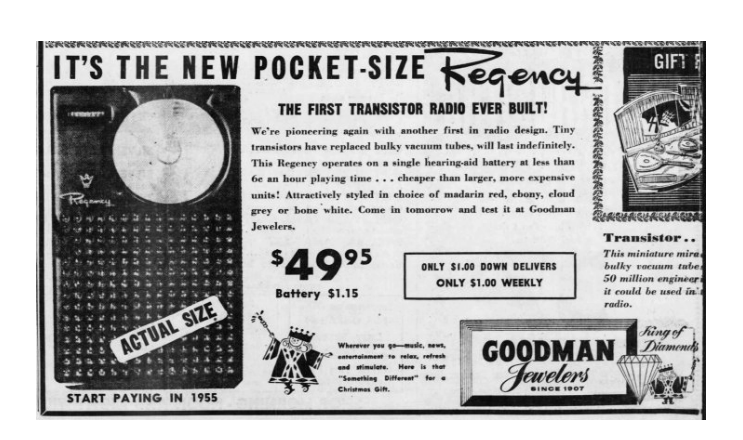 IT'S THE NEW POCKET-SIZE Regency
THE FIRST TRANSISTOR RADIO EVER BUILT!
We're pioneering again with another first in radio design. Tiny
transistors have replaced bulky vacuum tubes, will last indefinitely.
This Regency operates on a single hearing-aid battery at less than
6c an hour playing time . . . cheaper than larger, more expensive
units! Attractively styled in choice of madarin red, ebony, cloud
grey or bone white. Come in tomorrow and test it at Goodman
Jewelers.
$4995
Battery $1.15
ONLY $1.00 DOWN DELIVERS
ONLY $1.00 WEEKLY
Regency
ACTUAL SIZE
START PAYING IN 1955
Wherever you go—music, news,
entertainment to relax, refresh
and stimulate. Here is that
"Something Different" for a
Christmas Gift.
GOODMAN
Jewelers
SINCE 1907
King of
Diamonds
GIFT
Transistor . .
This miniature
bulky vacuum tube
50 million engineer
it could be used in
radio.